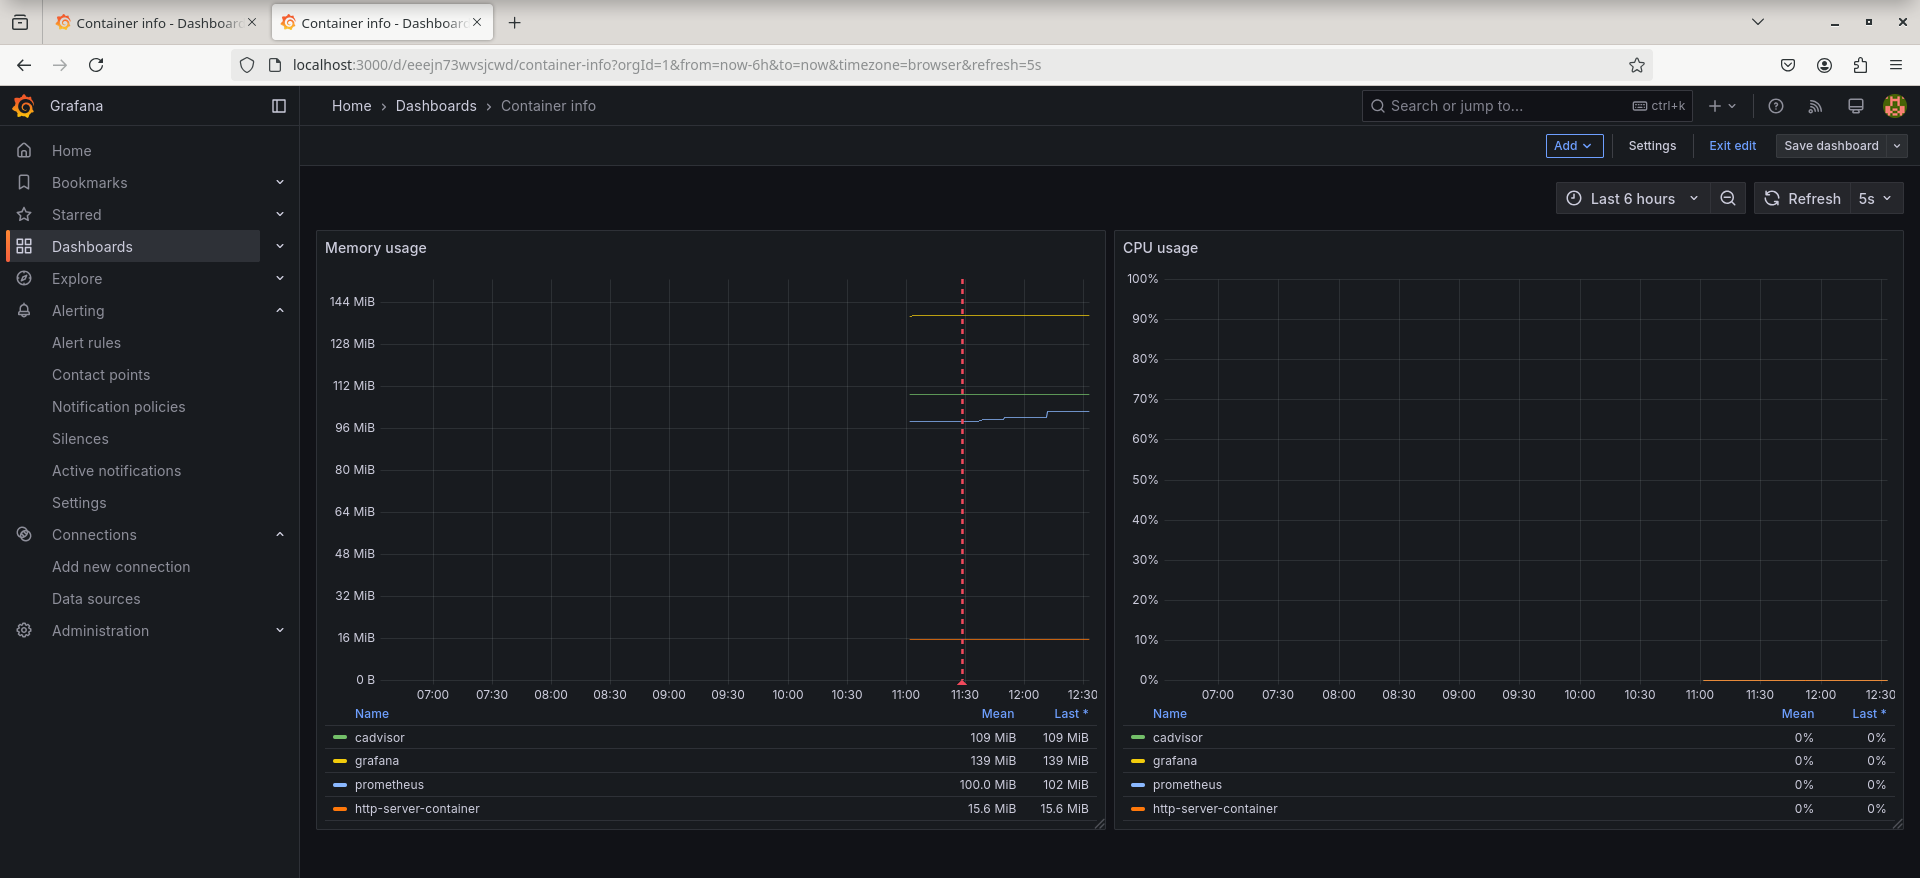 Container info - Dashboar
Container info - Dashboar
localhost:3000/d/eeejn73wvsjcwd/container-info?orgId=1&from=now-6h&to=now&timezone=browser&refresh=5s
Grafana
Home › Dashboards › Container info
Search or jump to... ctrl+k
Add Settings Exit edit Save dashboard
Home
Bookmarks
Starred
Dashboards
Explore
Alerting
Alert rules
Contact points
Notification policies
Silences
Active notifications
Settings
Connections
Add new connection
Data sources
Administration
Last 6 hours Refresh 5s
Memory usage
144 MiB
128 MiB
112 MiB
96 MiB
80 MiB
64 MiB
48 MiB
32 MiB
16 MiB
0 B
07:00 07:30 08:00 08:30 09:00 09:30 10:00 10:30 11:00 11:30 12:00 12:30
Name Mean Last *
cadvisor 109 MiB 109 MiB
grafana 139 MiB 139 MiB
prometheus 100.0 MiB 102 MiB
http-server-container 15.6 MiB 15.6 MiB
CPU usage
100%
90%
80%
70%
60%
50%
40%
30%
20%
10%
0%
07:00 07:30 08:00 08:30 09:00 09:30 10:00 10:30 11:00 11:30 12:00 12:30
Name Mean Last *
cadvisor 0% 0%
grafana 0% 0%
prometheus 0% 0%
http-server-container 0% 0%